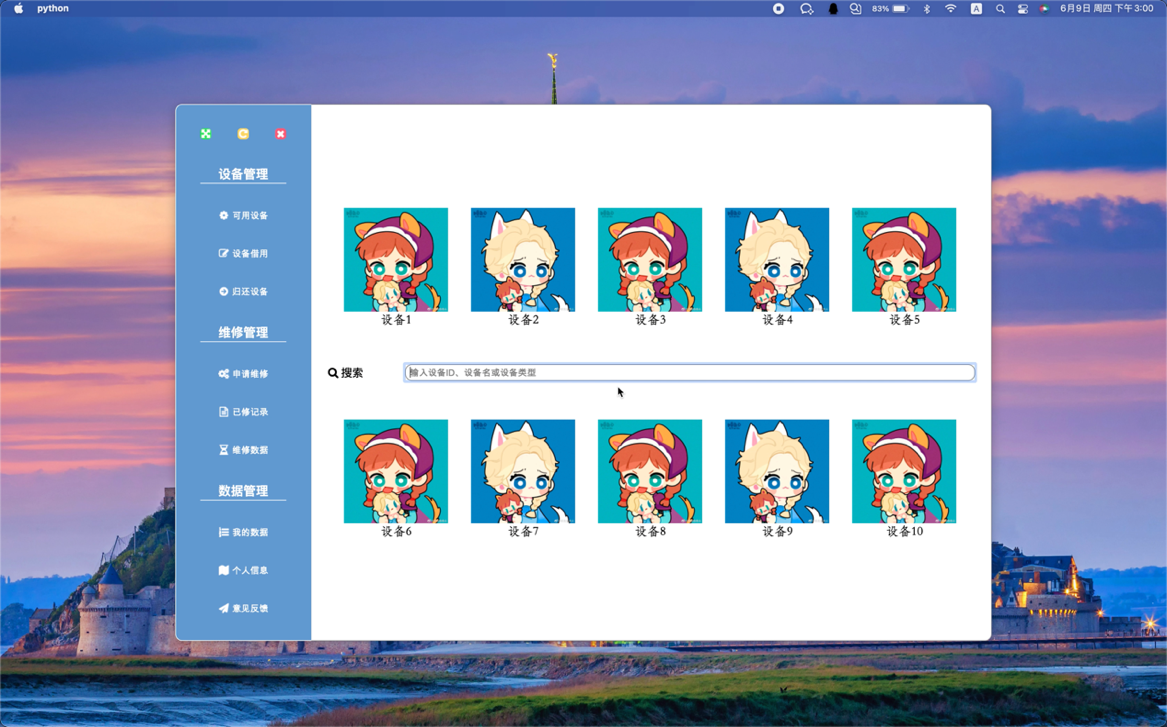 python
83%
A
6月9日 周四 下午3:00
设备管理
可用设备
设备借用
归还设备
维修管理
申请维修
已修记录
维修数据
数据管理
我的数据
个人信息
意见反馈
设备1
设备2
设备3
设备4
设备5
搜索
输入设备ID、设备名或设备类型
设备6
设备7
设备8
设备9
设备10